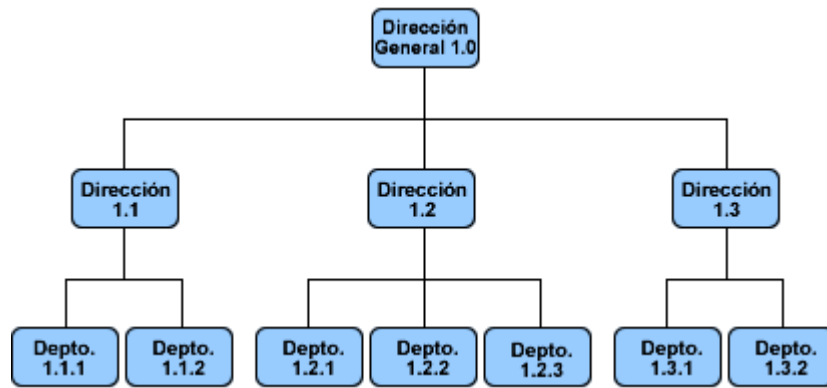 Dirección
General 1.0
Dirección
1.1
Dirección
1.2
Dirección
1.3
Depto.
1.1.1
Depto.
1.1.2
Depto.
1.2.1
Depto.
1.2.2
Depto.
1.2.3
Depto.
1.3.1
Depto.
1.3.2